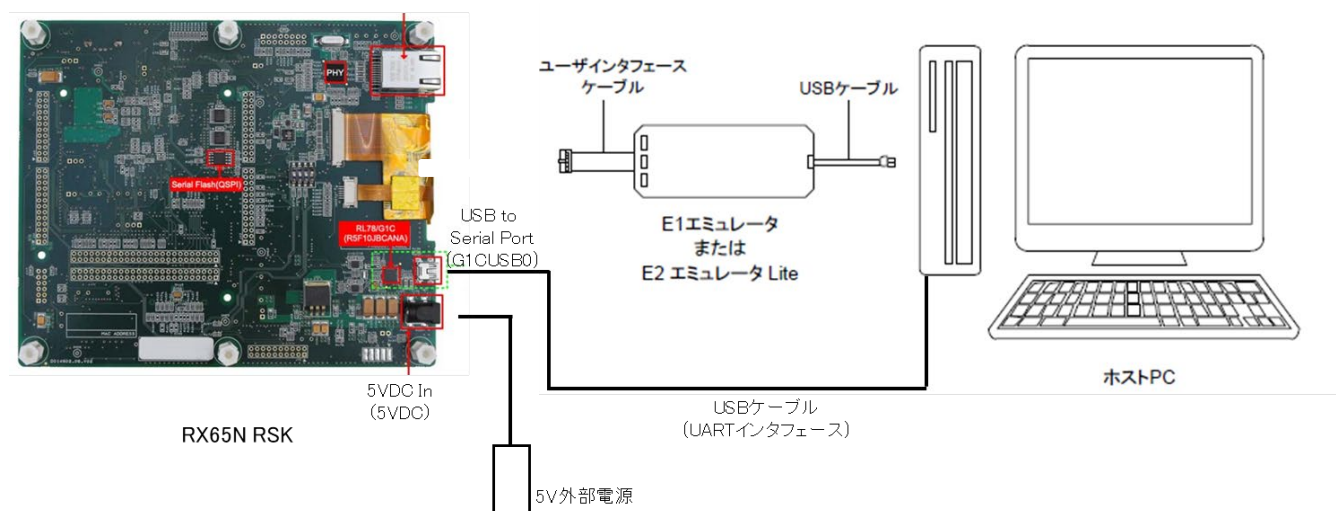 PHY
Serial Flash(QSPI)
RL78/G1C
(R5F10JBCANA)
MAC ADDRESS
USB to
Serial Port
(G1CUSB0)
5VDC In
(5VDC)
RX65N RSK
5V外部電源
ユーザインタフェース
ケーブル
USBケーブル
E1エミュレータ
または
E2 エミュレータ Lite
USBケーブル
(UARTインタフェース)
ホストPC